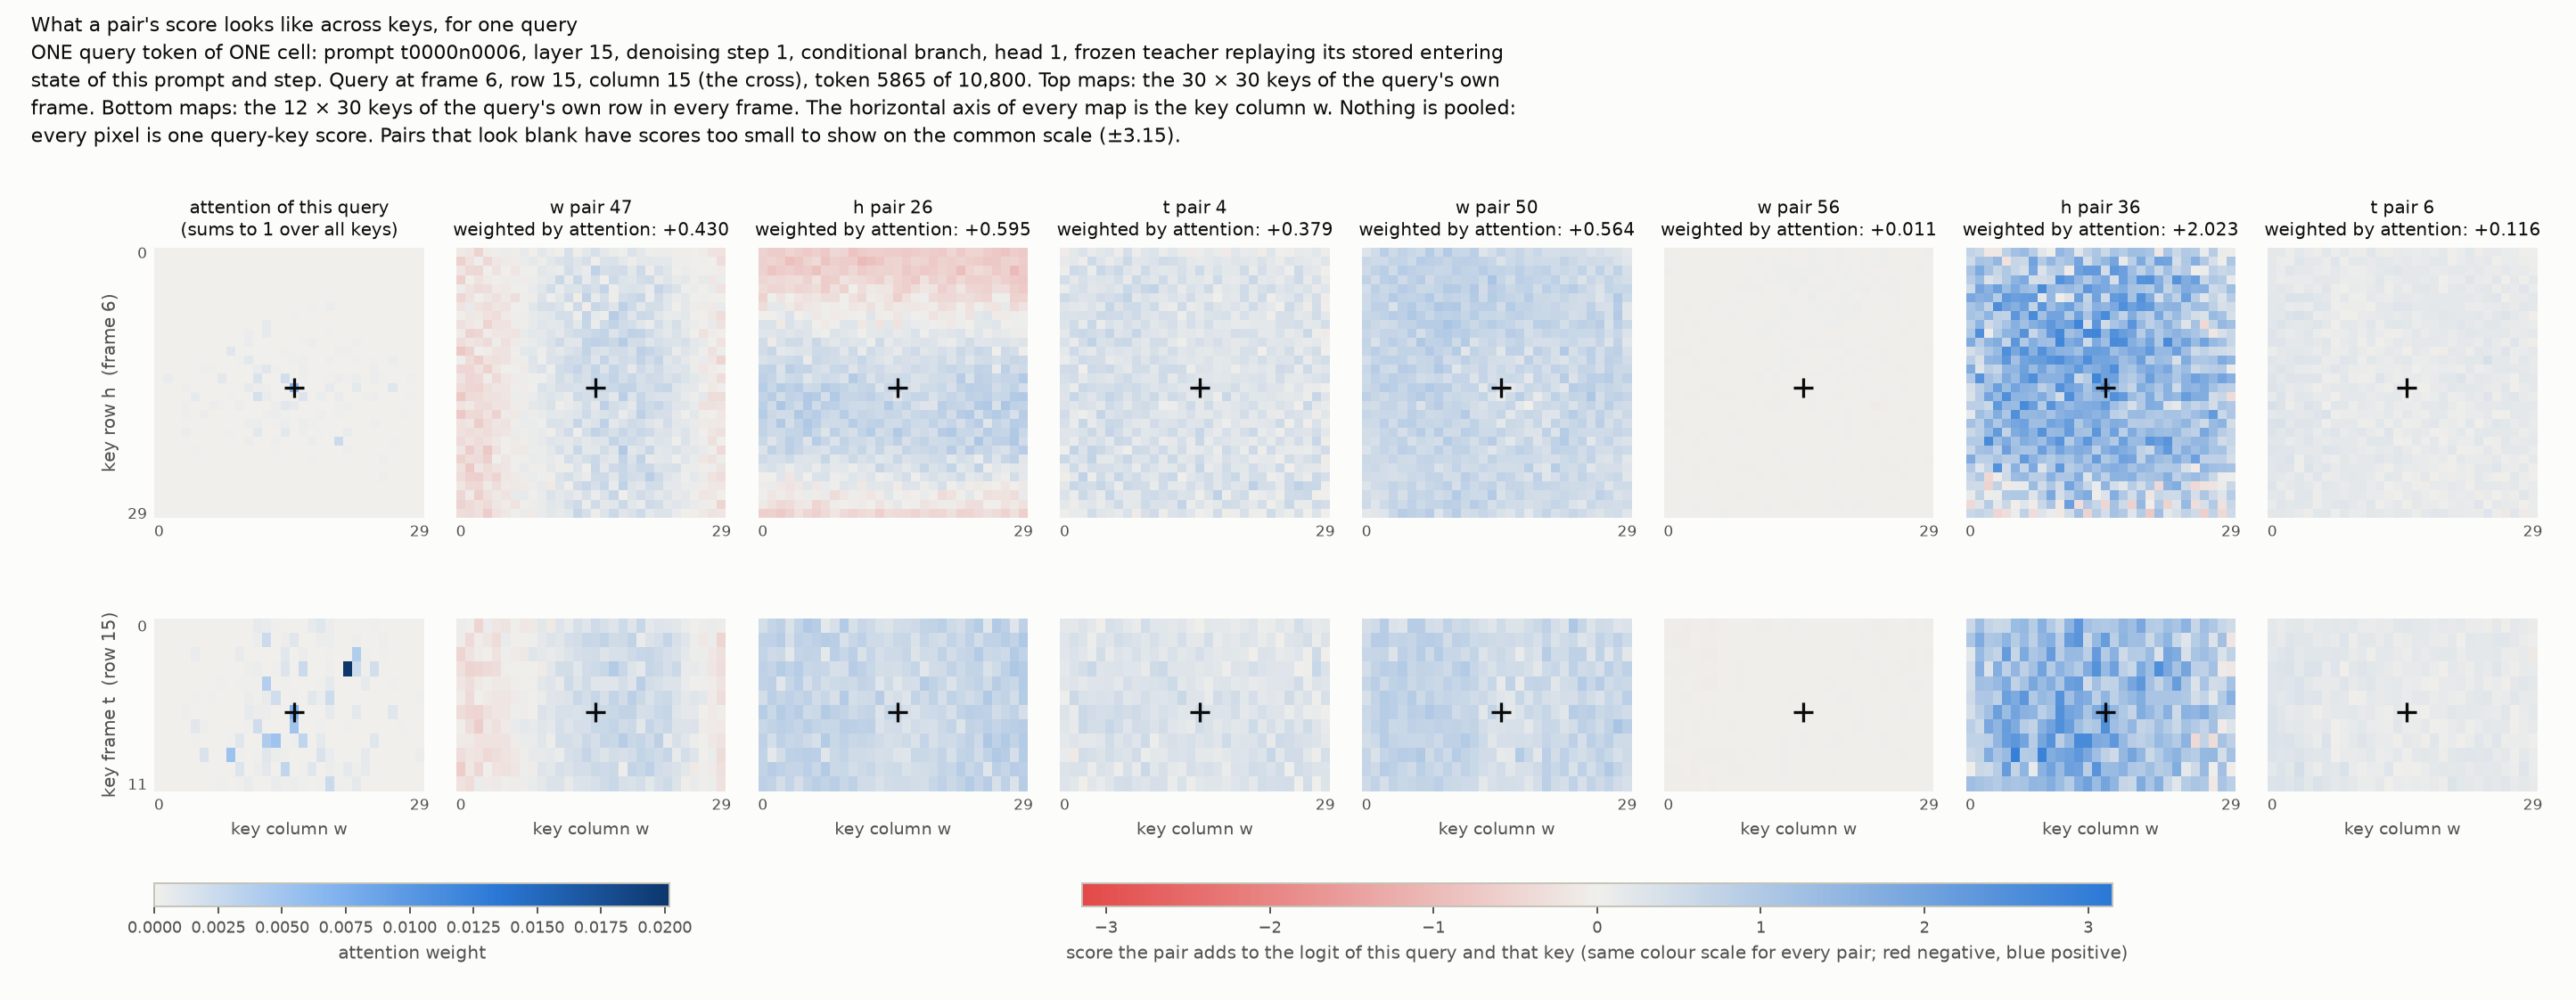 What a pair's score looks like across keys, for one query
ONE query token of ONE cell: prompt t0000n0006, layer 15, denoising step 1, conditional branch, head 1, frozen teacher replaying its stored entering
state of this prompt and step. Query at frame 6, row 15, column 15 (the cross), token 5865 of 10,800. Top maps: the 30 × 30 keys of the query's own
frame. Bottom maps: the 12 × 30 keys of the query's own row in every frame. The horizontal axis of every map is the key column w. Nothing is pooled:
every pixel is one query-key score. Pairs that look blank have scores too small to show on the common scale (±3.15).
attention of this query
(sums to 1 over all keys)
w pair 47
weighted by attention: +0.430
h pair 26
weighted by attention: +0.595
t pair 4
weighted by attention: +0.379
w pair 50
weighted by attention: +0.564
w pair 56
weighted by attention: +0.011
h pair 36
weighted by attention: +2.023
t pair 6
weighted by attention: +0.116
key row h (frame 6)
0
29
0 29 0 29 0 29 0 29 0 29 0 29 0 29 0 29
key frame t (row 15)
0
11
0 29 0 29 0 29 0 29 0 29 0 29 0 29 0 29
key column w key column w key column w key column w key column w key column w key column w key column w
0.0000 0.0025 0.0050 0.0075 0.0100 0.0125 0.0150 0.0175 0.0200
attention weight
−3 −2 −1 0 1 2 3
score the pair adds to the logit of this query and that key (same colour scale for every pair; red negative, blue positive)